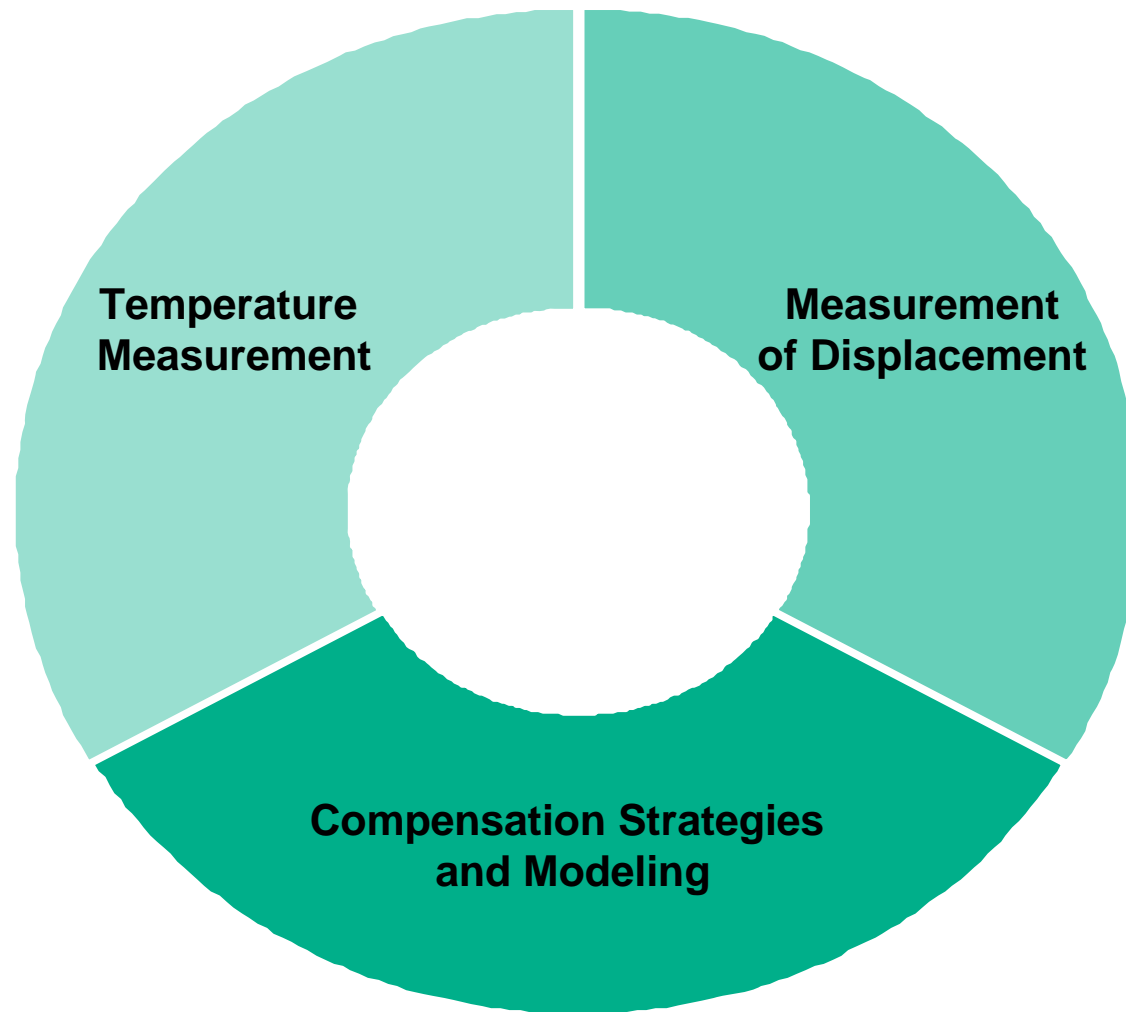 Temperature
Measurement
Measurement
of Displacement
Compensation Strategies
and Modeling